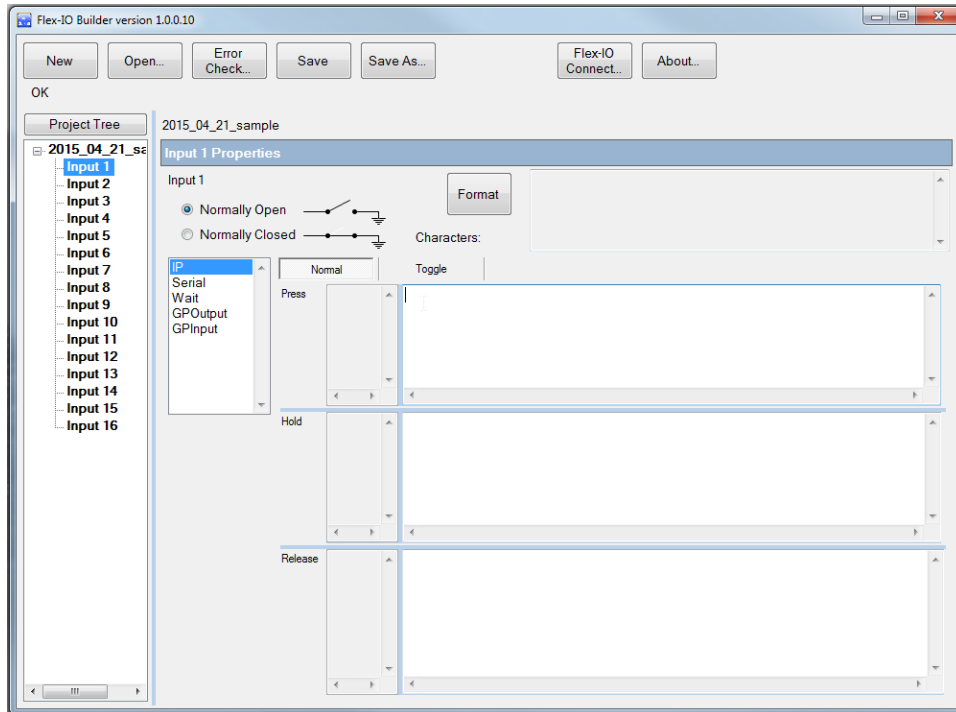 Flex-IO Builder version 1.0.0.10
New Open... Error Check... Save Save As... Flex-IO Connect... About...
OK
Project Tree
2015_04_21_sample
2015_04_21_sa
Input 1 Properties
Input 1
Input 2
Input 3
Input 4
Input 5
Input 6
Input 7
Input 8
Input 9
Input 10
Input 11
Input 12
Input 13
Input 14
Input 15
Input 16
Input 1
Normally Open
Normally Closed
Format
Characters:
IP
Serial
Wait
GPOutput
GPInput
Normal Toggle
Press
Hold
Release